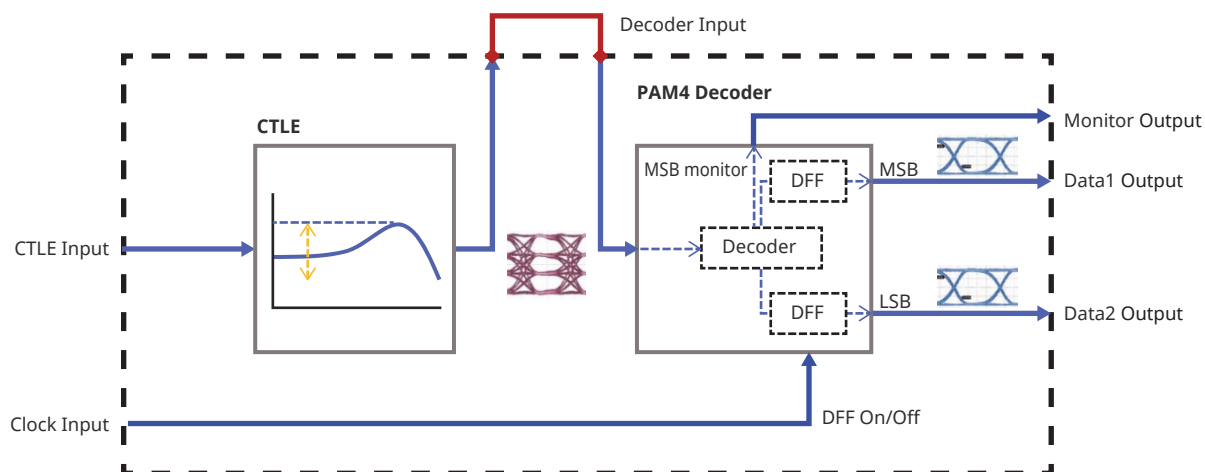 Decoder Input
PAM4 Decoder
Monitor Output
CTLE
MSB monitor
DFF
MSB
Data1 Output
CTLE Input
Decoder
DFF
LSB
Data2 Output
Clock Input
DFF On/Off